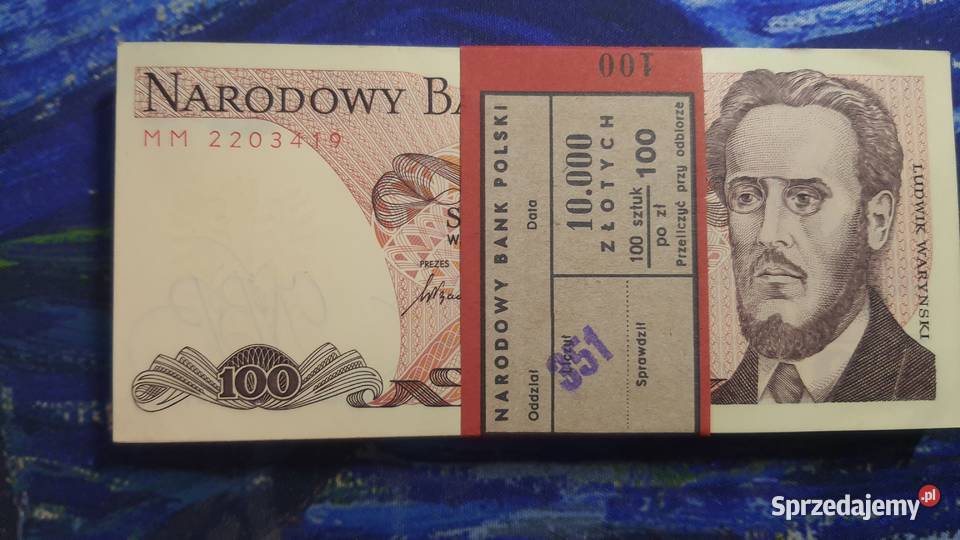 NARODOWY BA
MM 2203419
PREZES
100
LUDWIK WARYŃSKI
001
NARODOWY BANK POLSKI
Oddział
Data
10.000
ZŁOTYCH
100 sztuk
po zł 100
Przeliczyć przy odbiorze
Liczył
351
Sprawdził
Sprzedajemy.pl